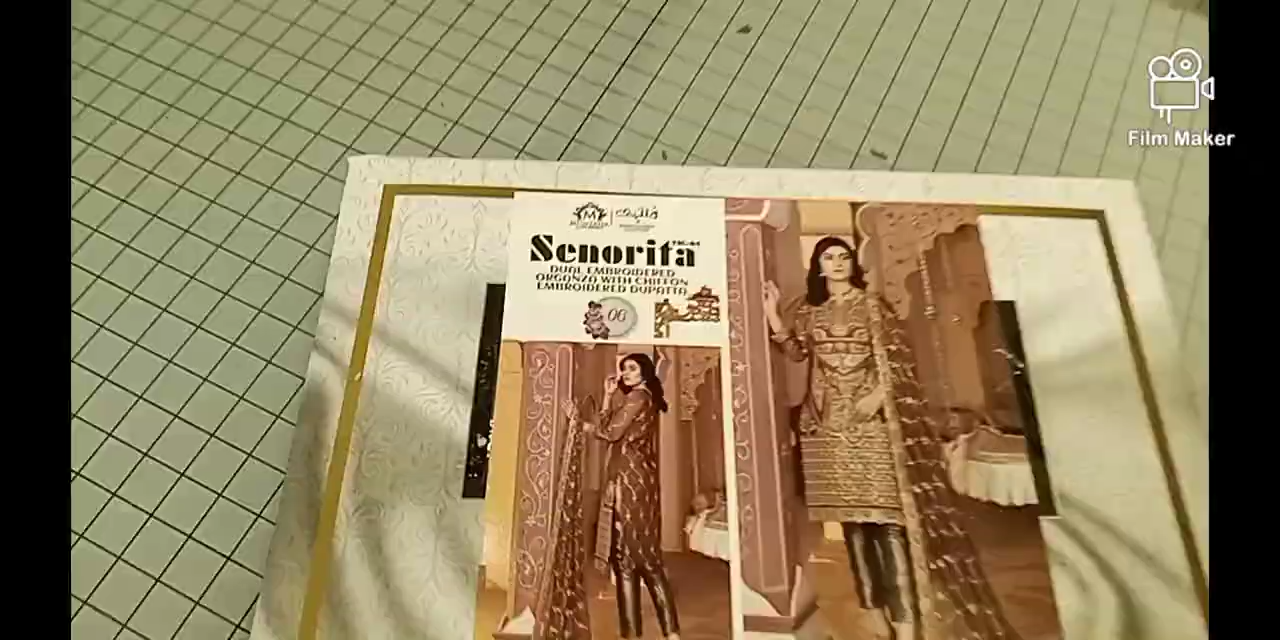 Film Maker
M
Senorita
DUAL EMBROIDERED
ORGANZA WITH CHIFFON
EMBROIDERED DUPATTA
06